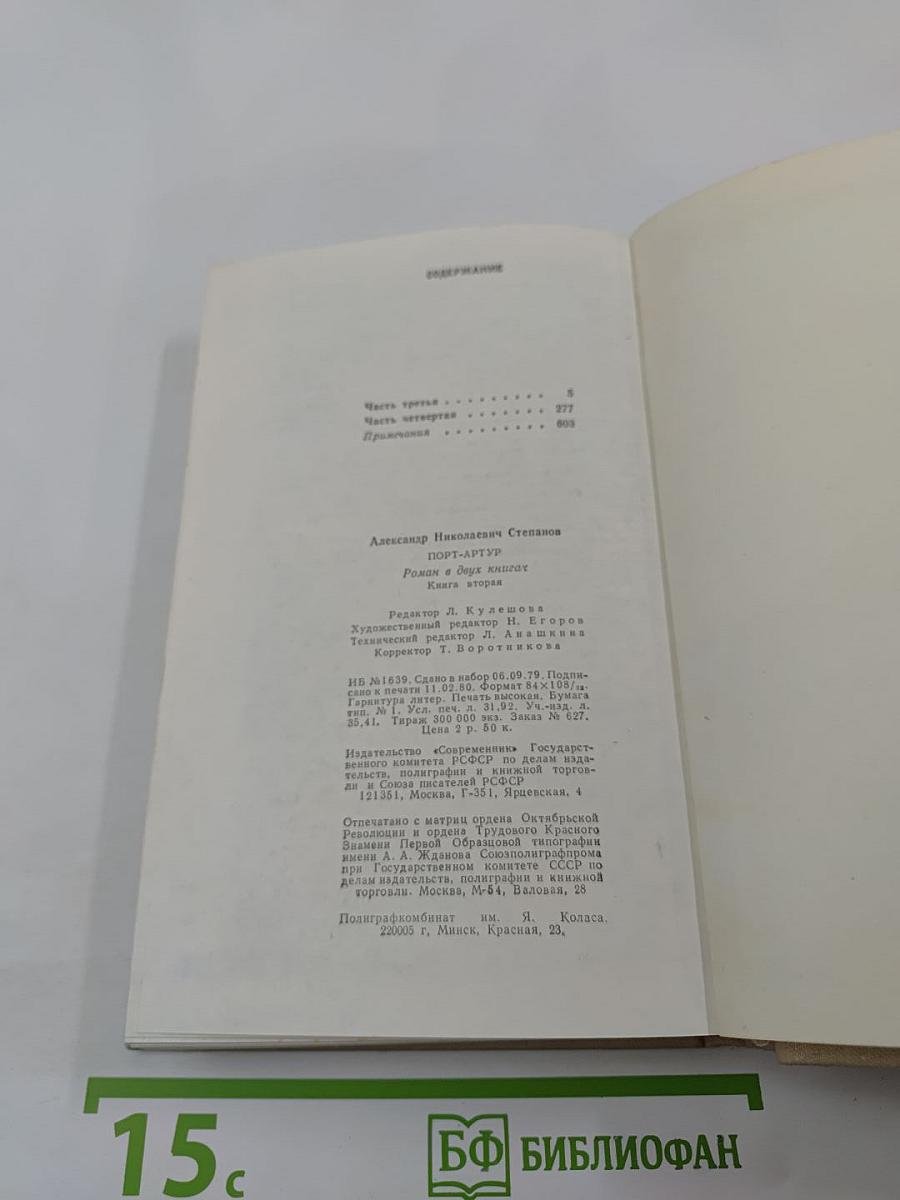 СОДЕРЖАНИЕ
Часть третья . . . . . . . . . 5
Часть четвертая . . . . . . . 277
Примечания . . . . . . . . . 603
Александр Николаевич Степанов
ПОРТ-АРТУР
Роман в двух книгах
Книга вторая
Редактор Л. Кулешова
Художественный редактор Н. Егоров
Технический редактор Л. Анашкина
Корректор Т. Воротникова
ИБ №1639. Сдано в набор 06.09.79. Подпи-
сано к печати 11.02.80. Формат 84×108/32.
Гарнитура литер. Печать высокая. Бумага
тип. № 1. Усл. печ. л. 31,92. Уч.-изд. л.
35,41. Тираж 300 000 экз. Заказ № 627.
Цена 2 р. 50 к.
Издательство «Современник» Государст-
венного комитета РСФСР по делам изда-
тельств, полиграфии и книжной торгов-
ли и Союза писателей РСФСР
121351, Москва, Г-351, Ярцевская, 4
Отпечатано с матриц ордена Октябрьской
Революции и ордена Трудового Красного
Знамени Первой Образцовой типографии
имени А. А. Жданова Союзполиграфпрома
при Государственном комитете СССР по
делам издательств, полиграфии и книжной
торговли. Москва, М-54, Валовая, 28
Полиграфкомбинат им. Я. Коласа.
220005 г, Минск, Красная, 23.
15 с
БФ БИБЛИОФАН